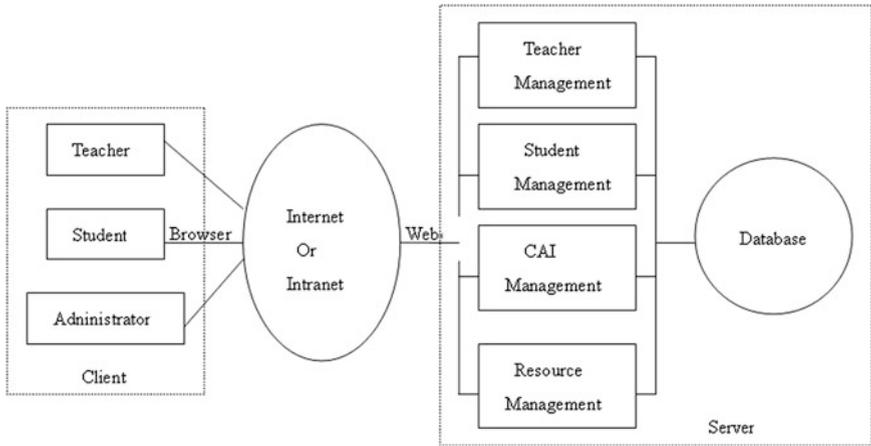 Teacher
Student
Adninistrator
Client
Browser
Internet
Or
Intranet
Web
Teacher
Management
Student
Management
CAI
Management
Resource
Management
Database
Server